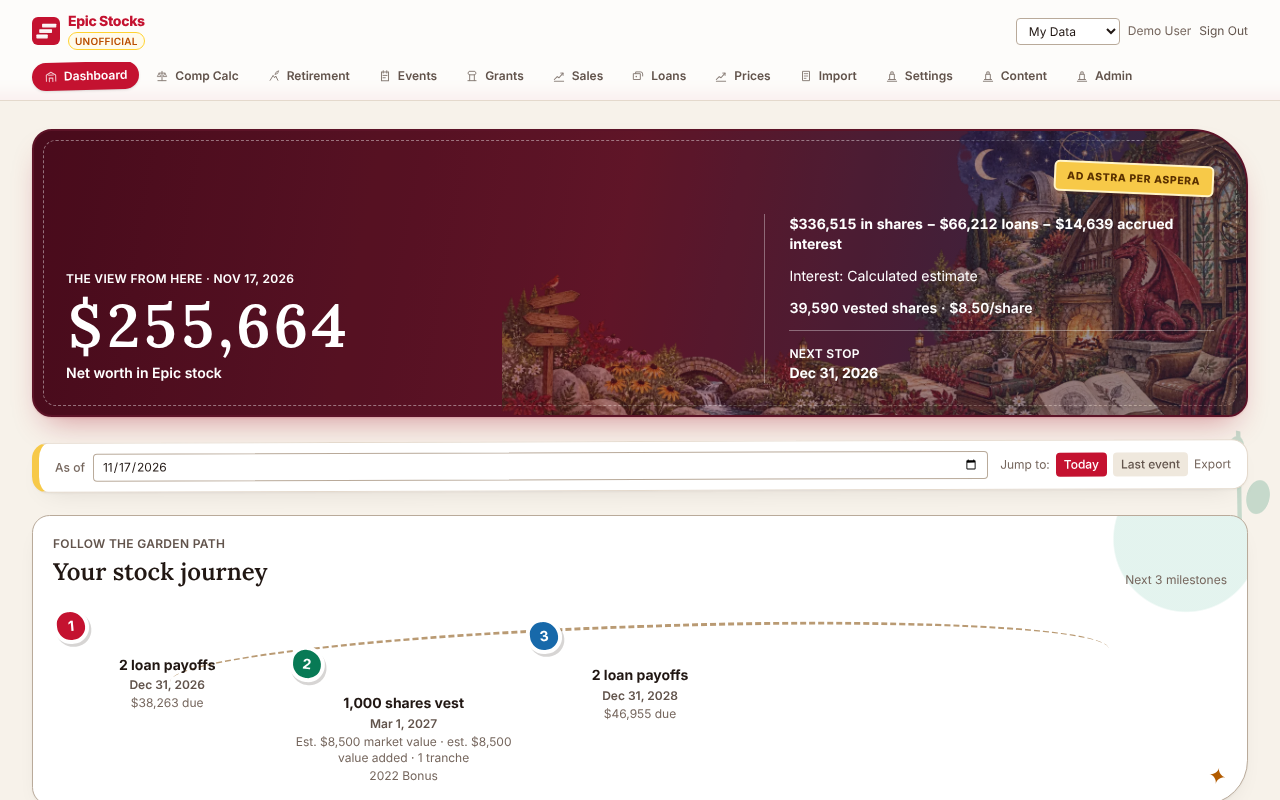 Epic Stocks
UNOFFICIAL
My Data
Demo User
Sign Out
Dashboard
Comp Calc
Retirement
Events
Grants
Sales
Loans
Prices
Import
Settings
Content
Admin
AD ASTRA PER ASPERA
THE VIEW FROM HERE · NOV 17, 2026
$255,664
Net worth in Epic stock
$336,515 in shares – $66,212 loans – $14,639 accrued
interest
Interest: Calculated estimate
39,590 vested shares · $8.50/share
NEXT STOP
Dec 31, 2026
As of
11/17/2026
Jump to:
Today
Last event
Export
FOLLOW THE GARDEN PATH
Your stock journey
Next 3 milestones
1
2 loan payoffs
Dec 31, 2026
$38,263 due
2
1,000 shares vest
Mar 1, 2027
Est. $8,500 market value · est. $8,500
value added · 1 tranche
2022 Bonus
3
2 loan payoffs
Dec 31, 2028
$46,955 due